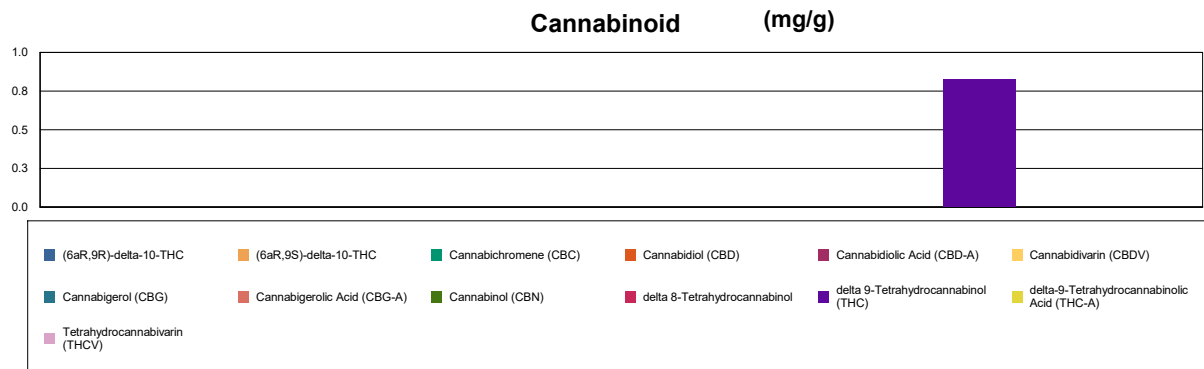 Cannabinoid (mg/g)
1.0
0.8
0.5
0.3
0.0
(6aR,9R)-delta-10-THC
(6aR,9S)-delta-10-THC
Cannabichromene (CBC)
Cannabidiol (CBD)
Cannabidiolic Acid (CBD-A)
Cannabidivarin (CBDV)
Cannabigerol (CBG)
Cannabigerolic Acid (CBG-A)
Cannabinol (CBN)
delta 8-Tetrahydrocannabinol
delta 9-Tetrahydrocannabinol
(THC)
delta-9-Tetrahydrocannabinolic
Acid (THC-A)
Tetrahydrocannabivarin
(THCV)